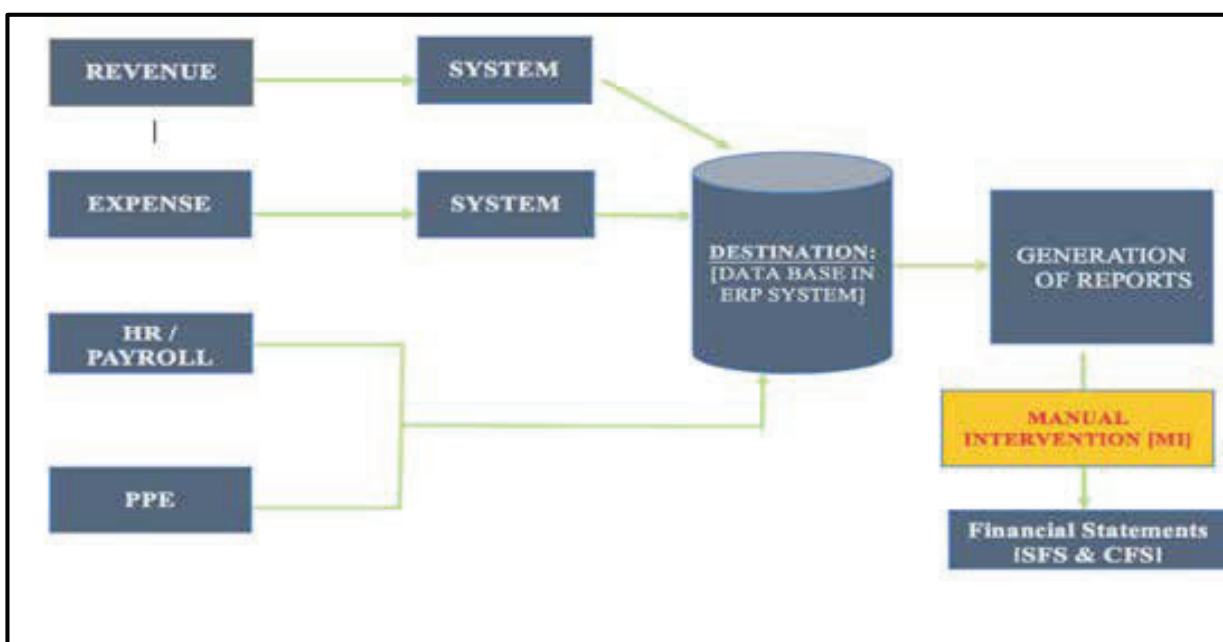 REVENUE
SYSTEM
EXPENSE
SYSTEM
DESTINATION:
[DATA BASE IN
ERP SYSTEM]
GENERATION
OF REPORTS
HR /
PAYROLL
MANUAL
INTERVENTION [MI]
PPE
Financial Statements
[SFS & CFS]